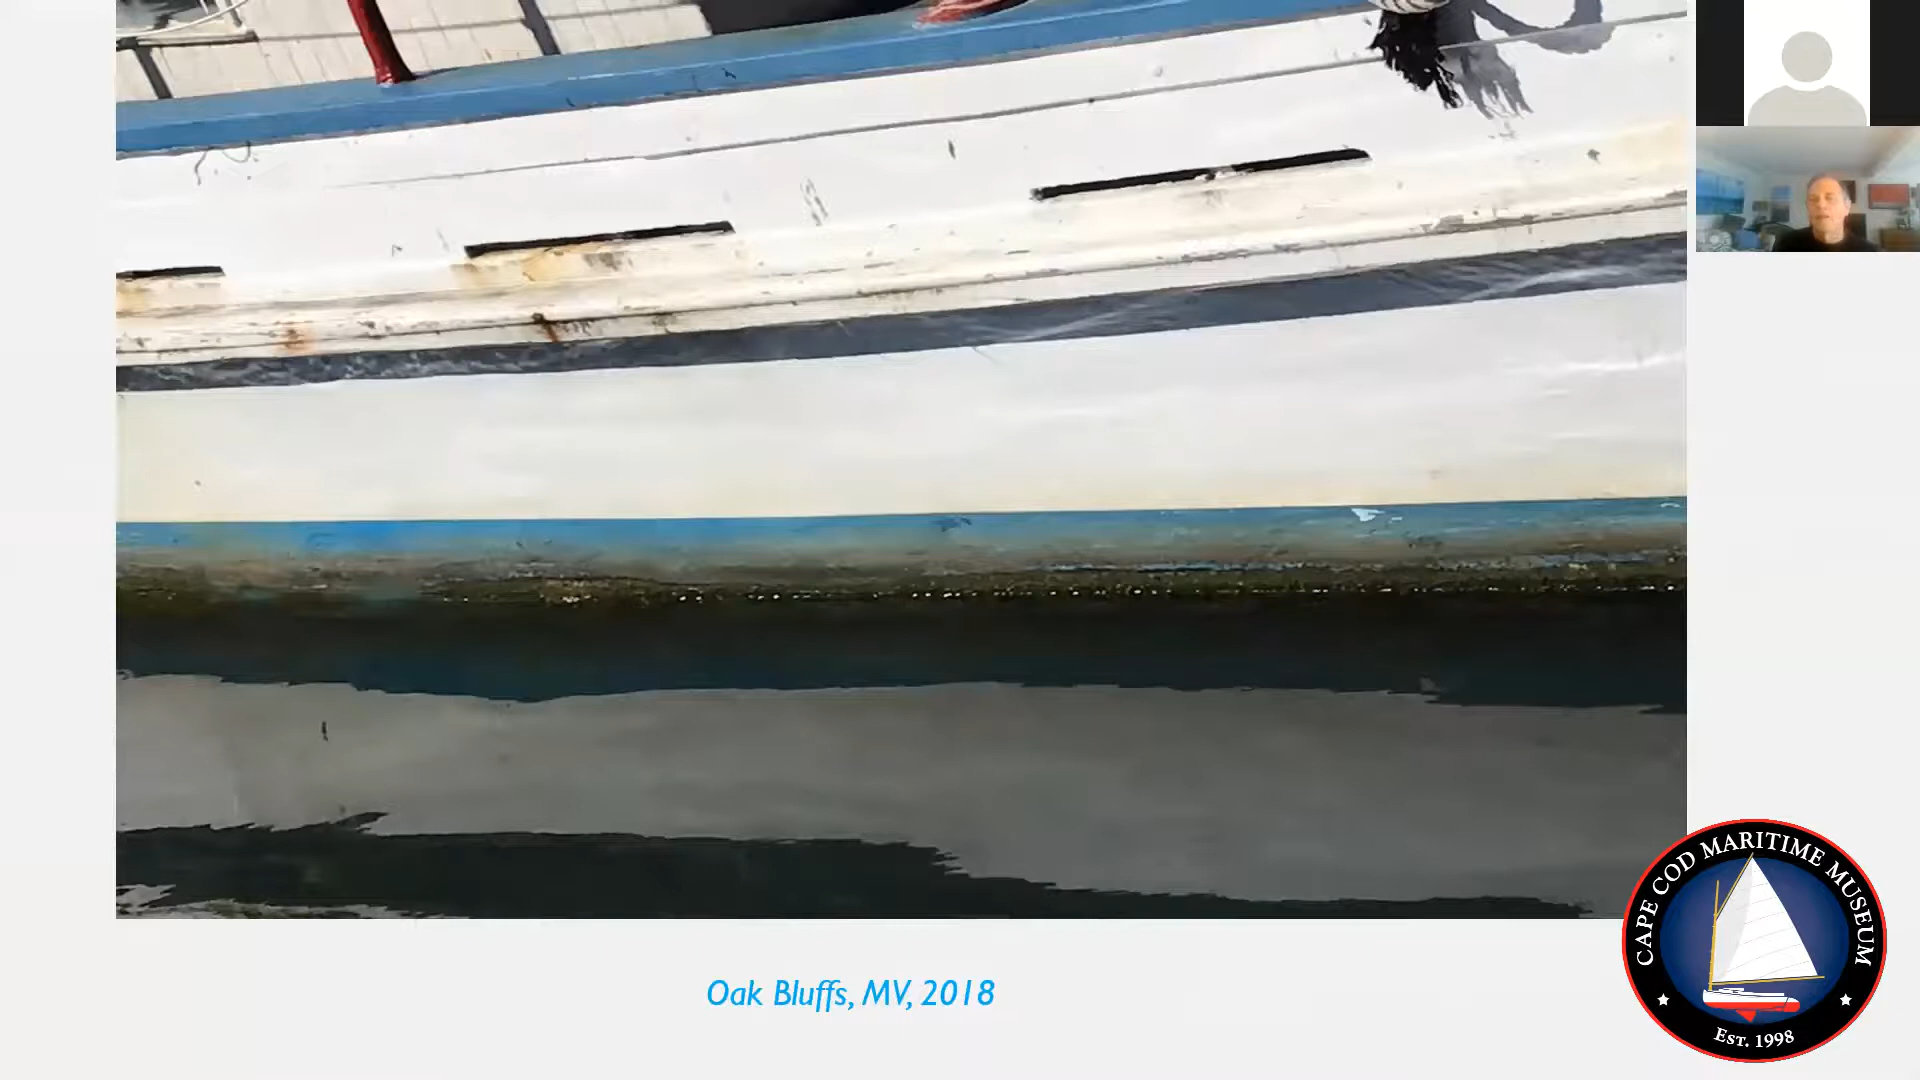 CAPE COD MARITIME MUSEUM
EST. 1998
Oak Bluffs, MV, 2018